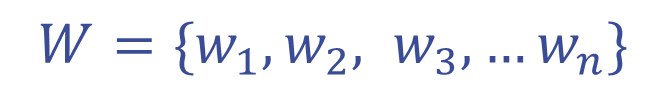 W = {w₁, w₂, w₃, … wₙ}